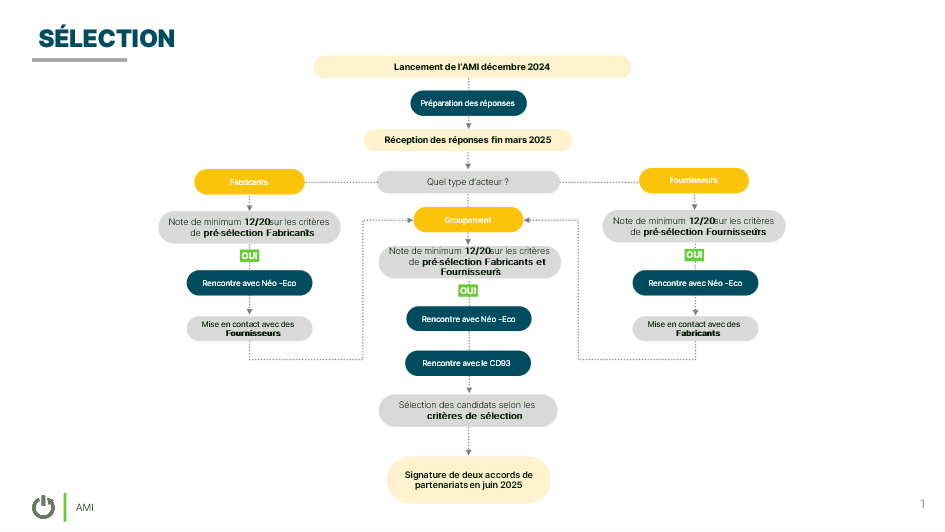 SÉLECTION
Lancement de l'AMI décembre 2024
Préparation des réponses
Réception des réponses fin mars 2025
Quel type d'acteur ?
Fabricants
Note de minimum 12/20 sur les critères
de pré-sélection Fabricants
OUI
Rencontre avec Néo -Eco
Mise en contact avec des
Fournisseurs
Groupement
Note de minimum 12/20 sur les critères
de pré-sélection Fabricants et
Fournisseurs
OUI
Rencontre avec Néo -Eco
Rencontre avec le CD93
Sélection des candidats selon les
critères de sélection
Signature de deux accords de
partenariats en juin 2025
Fournisseurs
Note de minimum 12/20 sur les critères
de pré-sélection Fournisseurs
OUI
Rencontre avec Néo -Eco
Mise en contact avec des
Fabricants
AMI
1